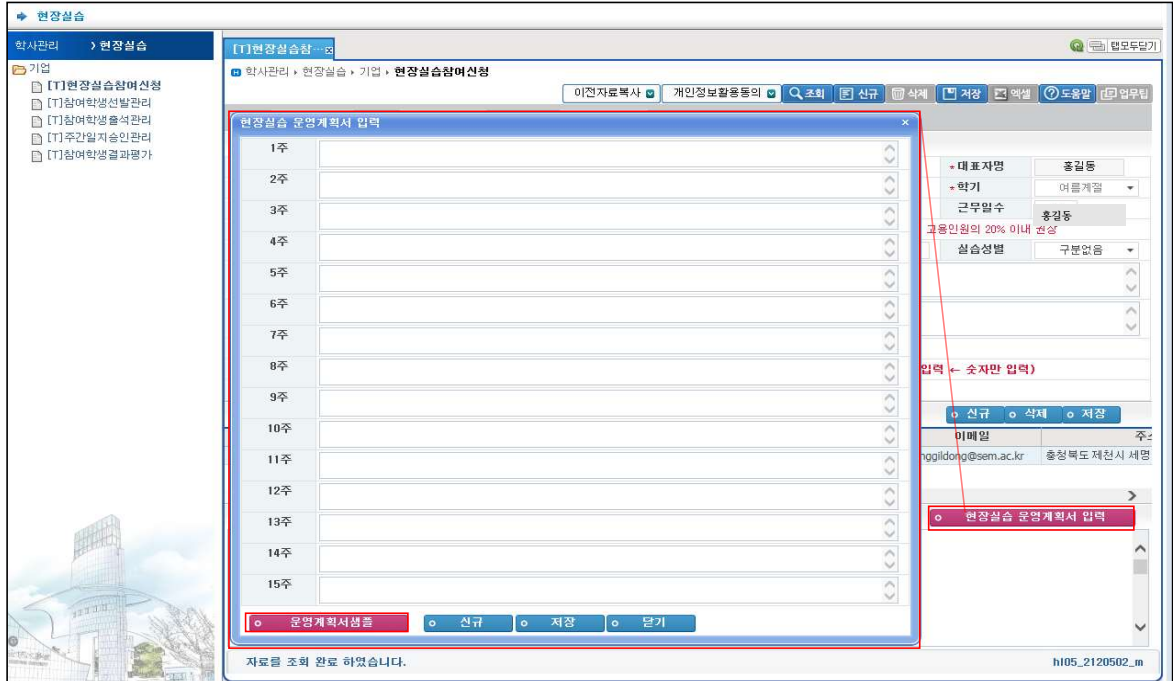 현장실습
학사관리 > 현장실습
기업
[T]현장실습참여신청
[T]참여학생선발관리
[T]참여학생출석관리
[T]주간일지승인관리
[T]참여학생결과평가
[T]현장실습참…
탭모두닫기
학사관리 › 현장실습 › 기업 › 현장실습참여신청
이전자료복사 개인정보활용동의 조회 신규 삭제 저장 엑셀 도움말 업무팁
현장실습 운영계획서 입력 ×
1주
2주
3주
4주
5주
6주
7주
8주
9주
10주
11주
12주
13주
14주
15주
운영계획서샘플 신규 저장 닫기
대표자명 홍길동
학기 여름계절
근무일수
홍길동
고용인원의 20% 이내 권장
실습성별 구분없음
입력 ← 숫자만 입력)
신규 삭제 저장
이메일 주소
nggildong@sem.ac.kr 충청북도 제천시 세명
현장실습 운영계획서 입력
자료를 조회 완료 하였습니다.
hl05_2120502_m